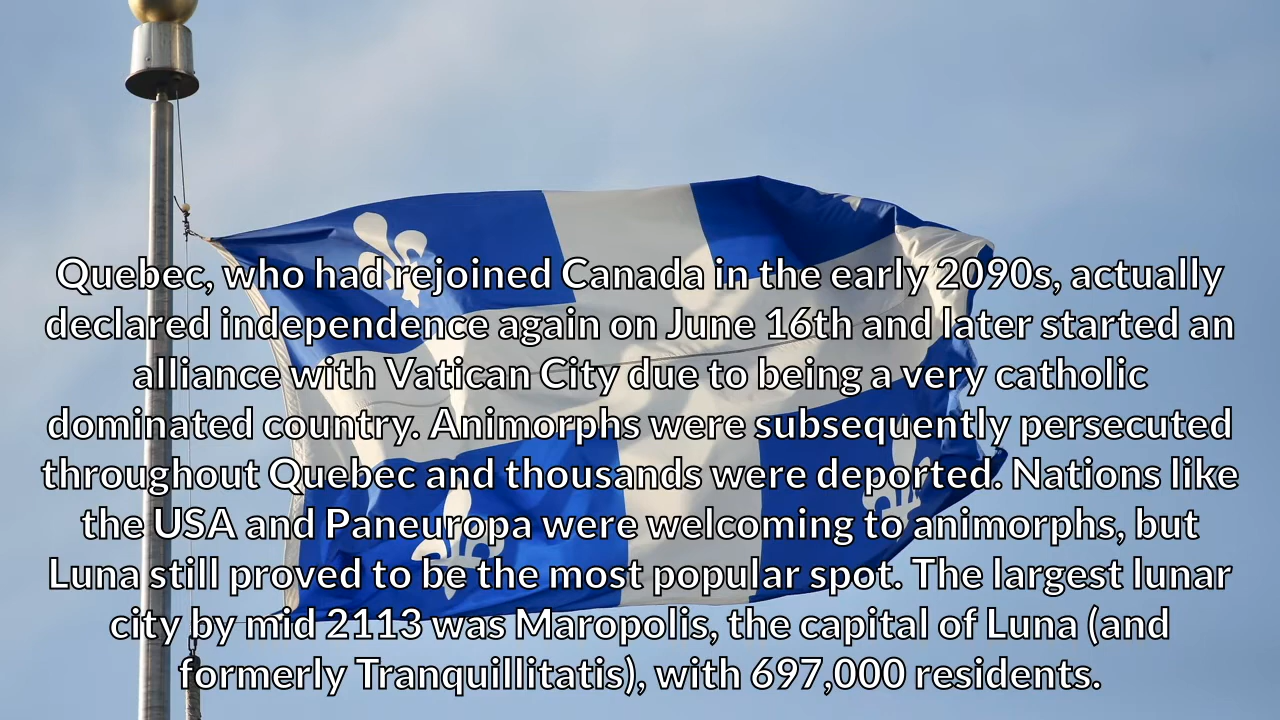 Quebec, who had rejoined Canada in the early 2090s, actually
declared independence again on June 16th and later started an
alliance with Vatican City due to being a very catholic
dominated country. Animorphs were subsequently persecuted
throughout Quebec and thousands were deported. Nations like
the USA and Paneuropa were welcoming to animorphs, but
Luna still proved to be the most popular spot. The largest lunar
city by mid 2113 was Maropolis, the capital of Luna (and
formerly Tranquillitatis), with 697,000 residents.